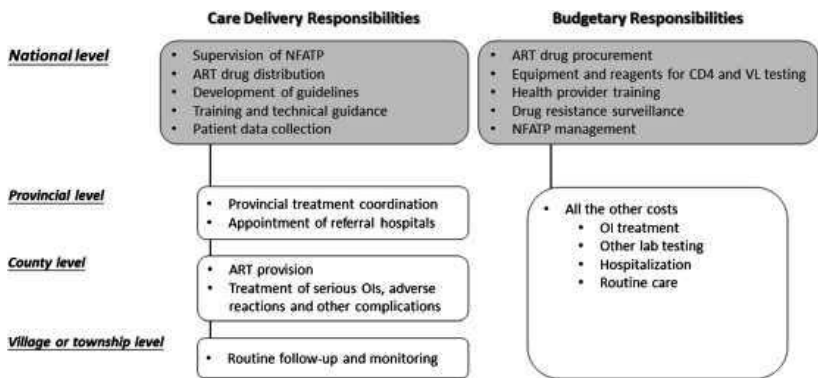 Care Delivery Responsibilities
Budgetary Responsibilities
National level
• Supervision of NFATP
• ART drug distribution
• Development of guidelines
• Training and technical guidance
• Patient data collection
• ART drug procurement
• Equipment and reagents for CD4 and VL testing
• Health provider training
• Drug resistance surveillance
• NFATP management
Provincial level
• Provincial treatment coordination
• Appointment of referral hospitals
• All the other costs
• OI treatment
• Other lab testing
• Hospitalization
• Routine care
County level
• ART provision
• Treatment of serious OIs, adverse
reactions and other complications
Village or township level
• Routine follow-up and monitoring